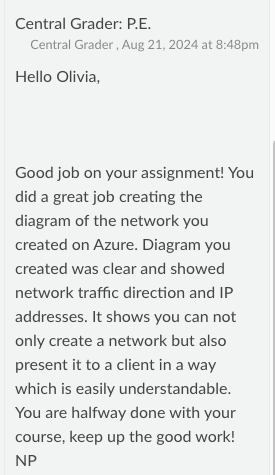 Central Grader: P.E.
Central Grader , Aug 21, 2024 at 8:48pm
Hello Olivia,
Good job on your assignment! You
did a great job creating the
diagram of the network you
created on Azure. Diagram you
created was clear and showed
network traffic direction and IP
addresses. It shows you can not
only create a network but also
present it to a client in a way
which is easily understandable.
You are halfway done with your
course, keep up the good work!
NP